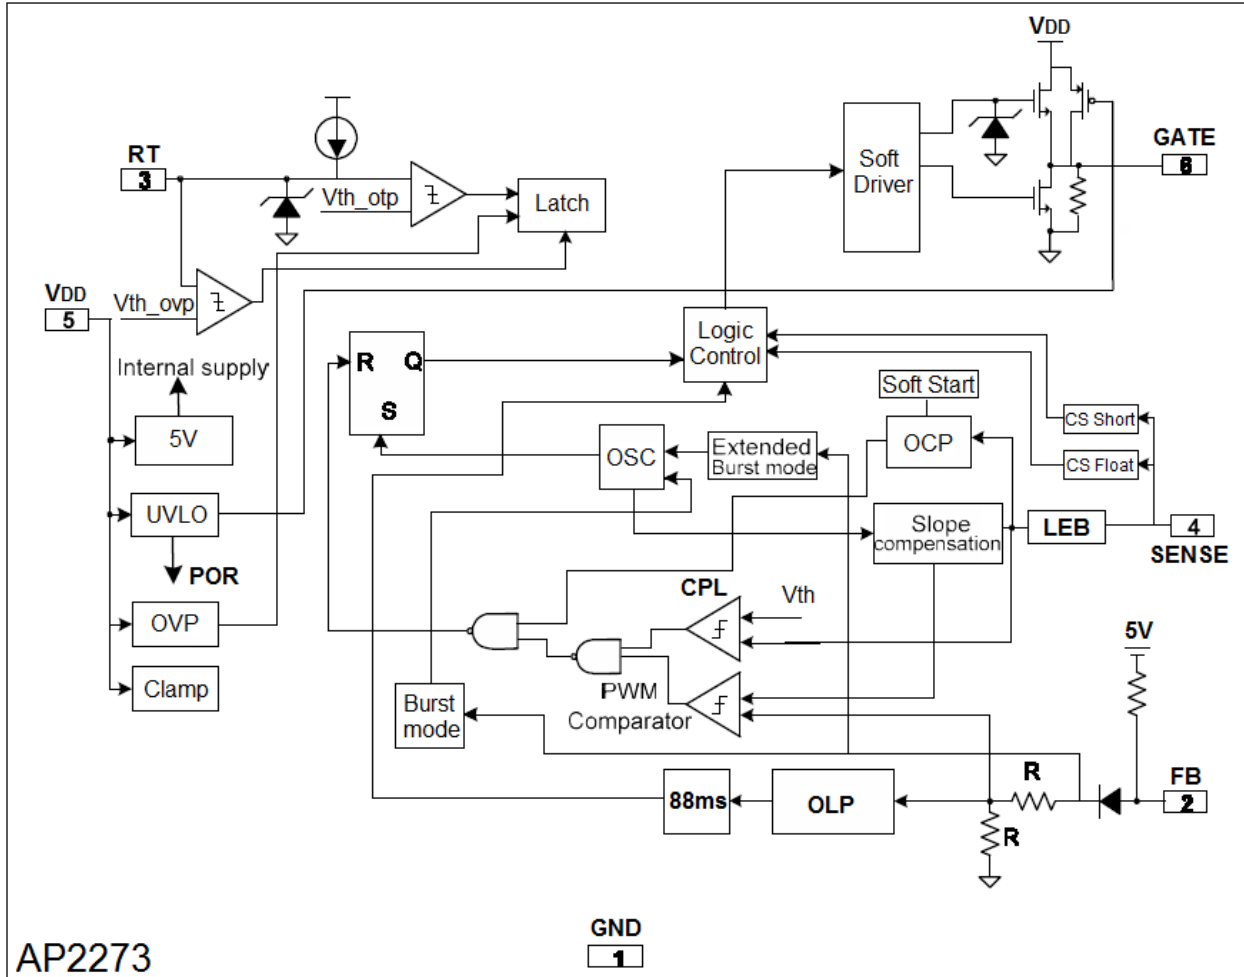 VDD
RT
3
Vth_otp
Latch
Soft
Driver
GATE
6
VDD
5
Vth_ovp
Internal supply
5V
R Q
S
Logic
Control
Soft Start
OCP
CS Short
CS Float
OSC
Extended
Burst mode
UVLO
POR
Slope
compensation
LEB
4
SENSE
OVP
CPL
Vth
Clamp
Burst
mode
PWM
Comparator
5V
88ms
OLP
R
R
FB
2
GND
1
AP2273